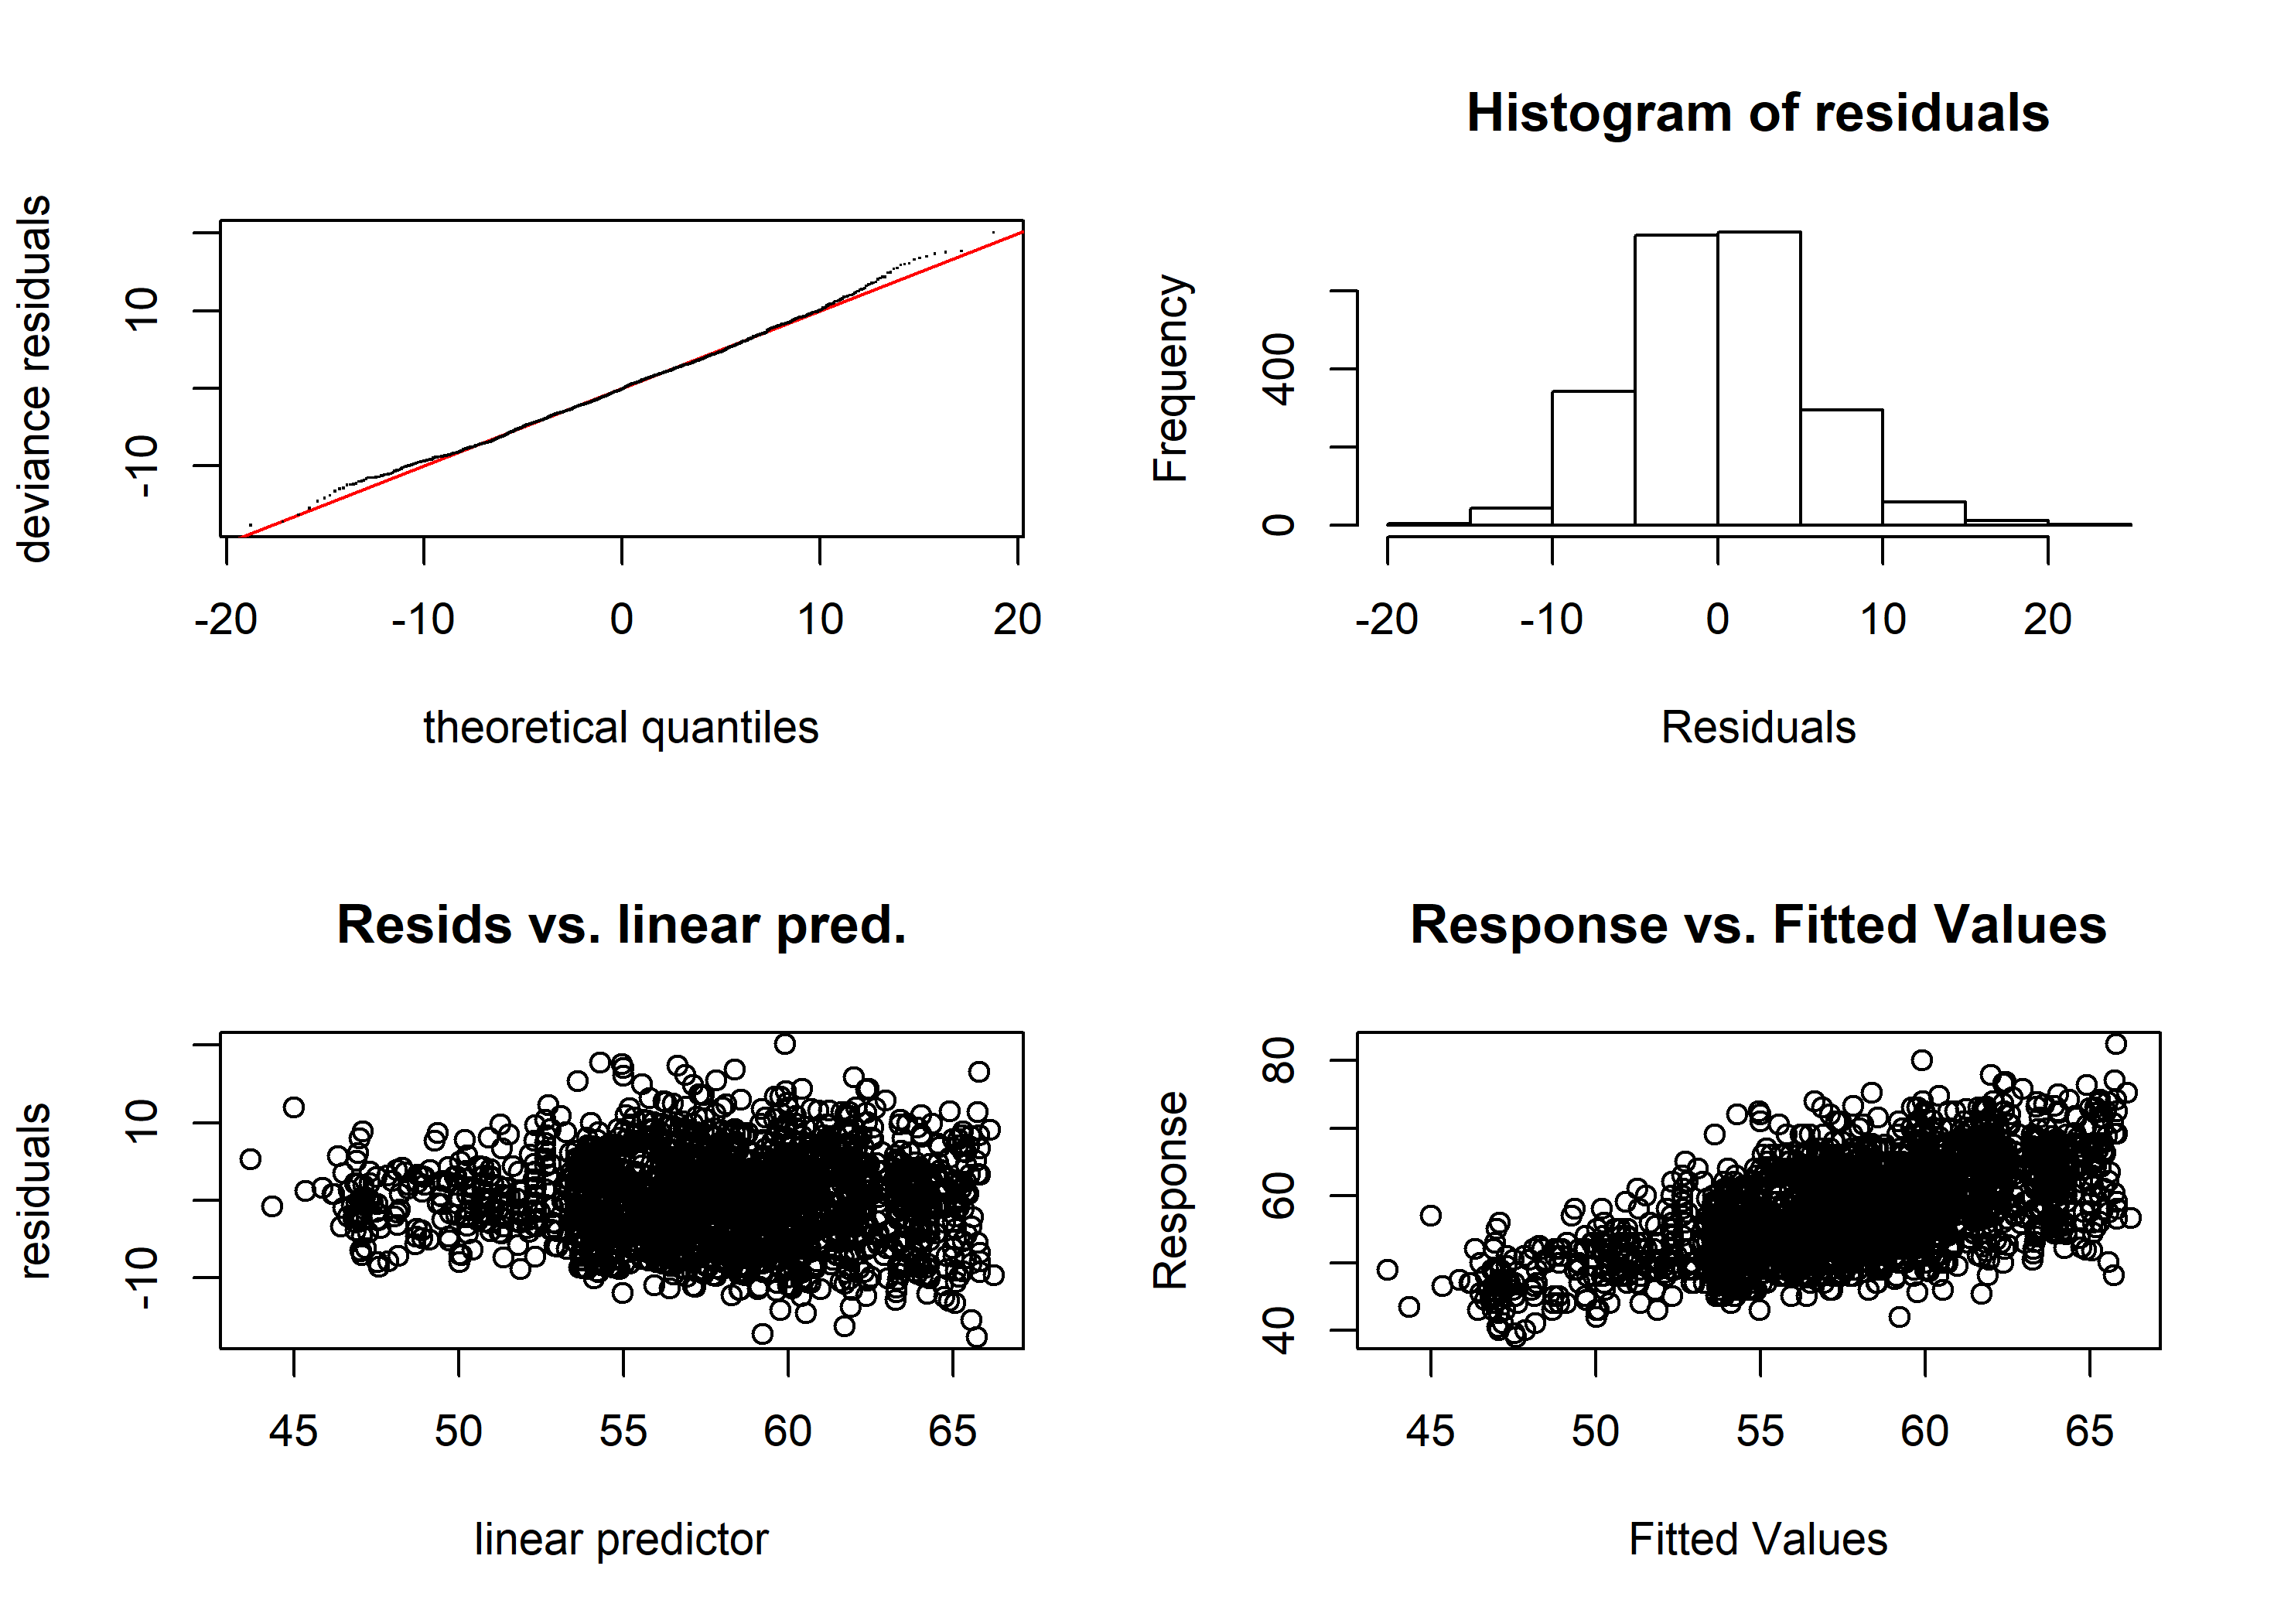 deviance residuals
10
-10
-20 -10 0 10 20
theoretical quantiles
Histogram of residuals
Frequency
400
0
-20 -10 0 10 20
Residuals
Resids vs. linear pred.
residuals
10
-10
45 50 55 60 65
linear predictor
Response vs. Fitted Values
Response
80
60
40
45 50 55 60 65
Fitted Values